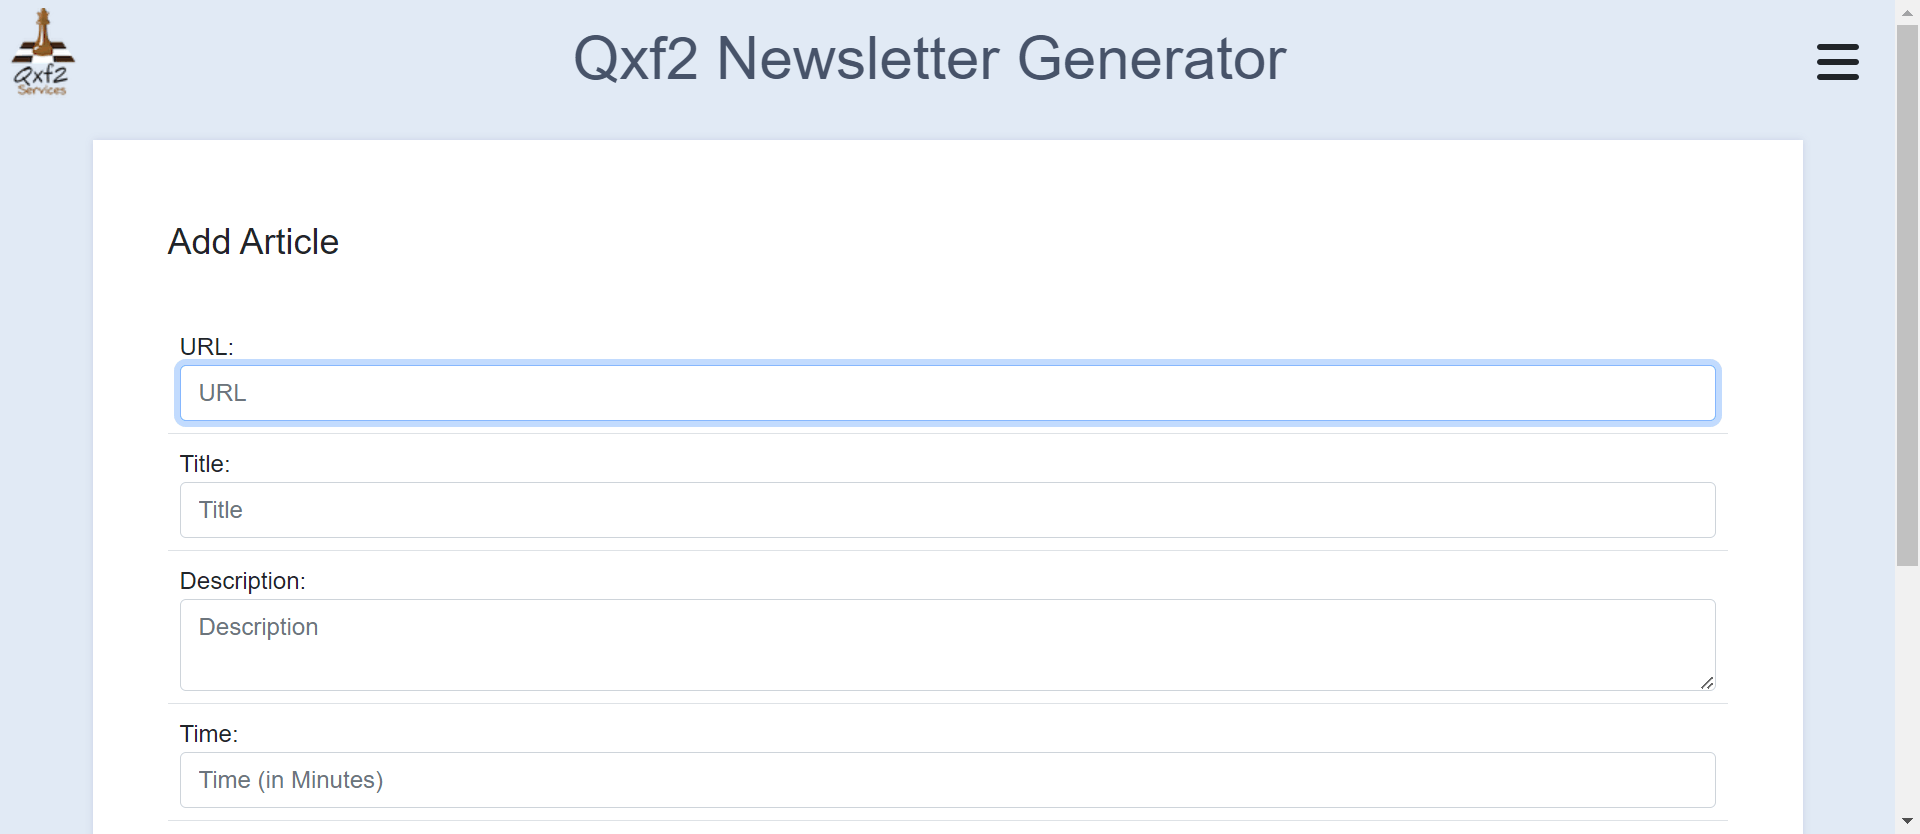 Qxf2
Services
Qxf2 Newsletter Generator
Add Article
URL:
URL
Title:
Title
Description:
Description
Time:
Time (in Minutes)